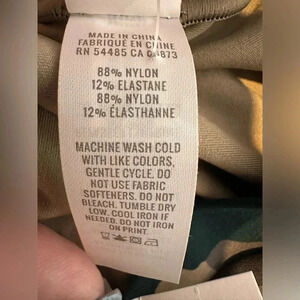 MADE IN CHINA
FABRIQUÉ EN CHINE
RN 54485 CA 04873
88% NYLON
12% ELASTANE
88% NYLON
12% ÉLASTHANNE
MACHINE WASH COLD
WITH LIKE COLORS,
GENTLE CYCLE. DO
NOT USE FABRIC
SOFTENERS. DO NOT
BLEACH. TUMBLE DRY
LOW. COOL IRON IF
NEEDED. DO NOT IRON
ON PRINT.